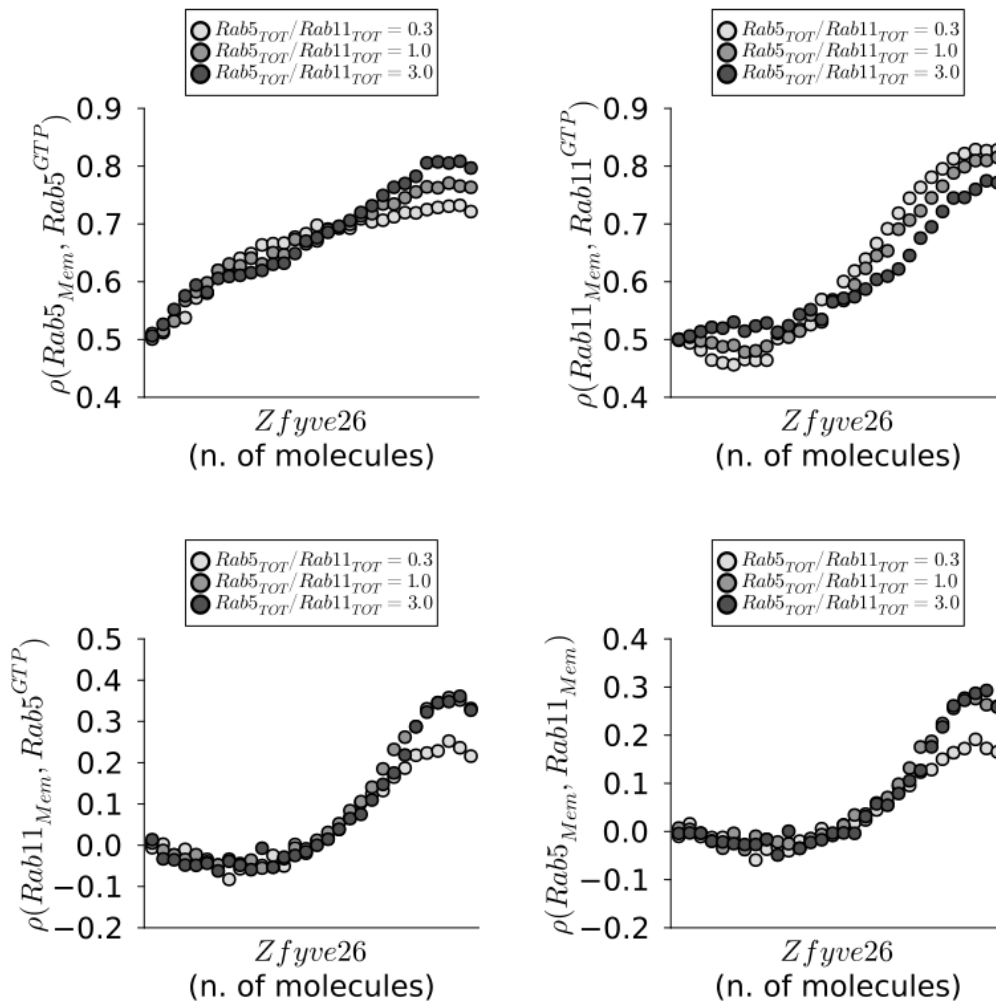 Rab5_TOT/Rab11_TOT = 0.3
Rab5_TOT/Rab11_TOT = 1.0
Rab5_TOT/Rab11_TOT = 3.0
ρ(Rab5_Mem, Rab5^GTP)
0.9
0.8
0.7
0.6
0.5
0.4
Zfyve26
(n. of molecules)
Rab5_TOT/Rab11_TOT = 0.3
Rab5_TOT/Rab11_TOT = 1.0
Rab5_TOT/Rab11_TOT = 3.0
ρ(Rab11_Mem, Rab11^GTP)
0.9
0.8
0.7
0.6
0.5
0.4
Zfyve26
(n. of molecules)
Rab5_TOT/Rab11_TOT = 0.3
Rab5_TOT/Rab11_TOT = 1.0
Rab5_TOT/Rab11_TOT = 3.0
ρ(Rab11_Mem, Rab5^GTP)
0.5
0.4
0.3
0.2
0.1
0.0
−0.1
−0.2
Zfyve26
(n. of molecules)
Rab5_TOT/Rab11_TOT = 0.3
Rab5_TOT/Rab11_TOT = 1.0
Rab5_TOT/Rab11_TOT = 3.0
ρ(Rab5_Mem, Rab11_Mem)
0.4
0.3
0.2
0.1
0.0
−0.1
−0.2
Zfyve26
(n. of molecules)